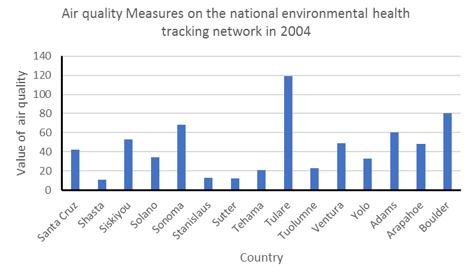 Air quality Measures on the national environmental health
tracking network in 2004
Value of air quality
140
120
100
80
60
40
20
0
Santa Cruz
Shasta
Siskiyou
Solano
Sonoma
Stanislaus
Sutter
Tehama
Tulare
Tuolumne
Ventura
Yolo
Adams
Arapahoe
Boulder
Country